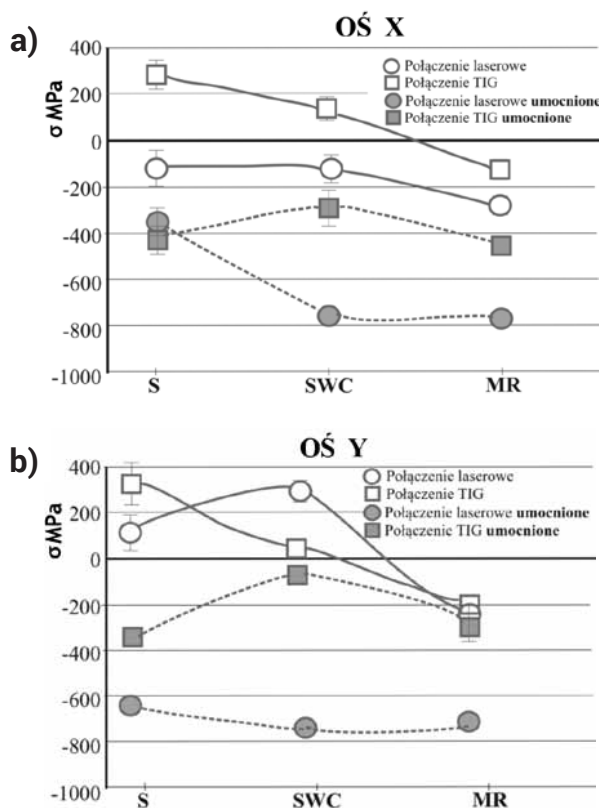 a)
OŚ X
σ MPa
400
200
0
-200
-400
-600
-800
-1000
Połączenie laserowe
Połączenie TIG
Połączenie laserowe umocnione
Połączenie TIG umocnione
S SWC MR
b)
OŚ Y
σMPa
400
200
0
-200
-400
-600
-800
-1000
Połączenie laserowe
Połączenie TIG
Połączenie laserowe umocnione
Połączenie TIG umocnione
S SWC MR